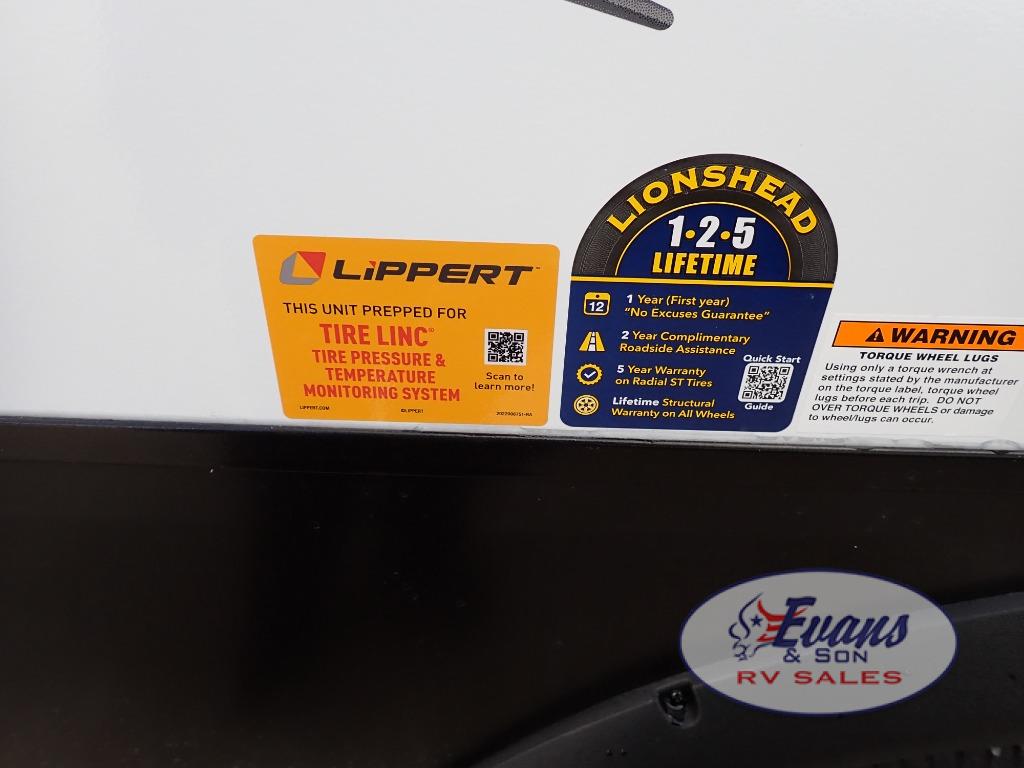 LiPPERT
THIS UNIT PREPPED FOR
TIRE LINC®
TIRE PRESSURE &
TEMPERATURE
MONITORING SYSTEM
Scan to
learn more!
LIPPERT.COM
©LIPPERT
LIONSHEAD
1·2·5
LIFETIME
12
1 Year (First year)
"No Excuses Guarantee"
2 Year Complimentary
Roadside Assistance
5 Year Warranty
on Radial ST Tires
Lifetime Structural
Warranty on All Wheels
Quick Start
Guide
WARNING
TORQUE WHEEL LUGS
Using only a torque wrench at
settings stated by the manufacturer
on the torque label, torque wheel
lugs before each trip. DO NOT
OVER TORQUE WHEELS or damage
to wheel/lugs can occur.
Evans
& SON
RV SALES